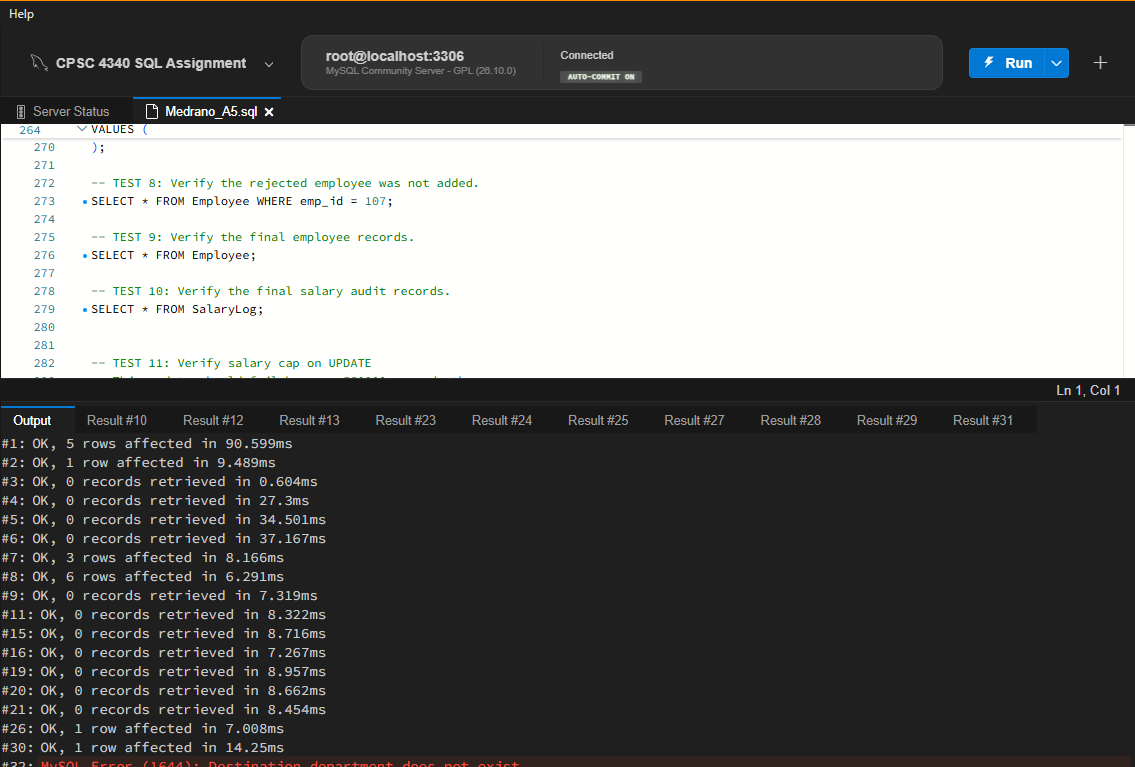 Help
CPSC 4340 SQL Assignment
root@localhost:3306
MySQL Community Server - GPL (26.10.0)
Connected
AUTO-COMMIT ON
Run
Server Status
Medrano_A5.sql
264 VALUES (
270 );
271
272 -- TEST 8: Verify the rejected employee was not added.
273 SELECT * FROM Employee WHERE emp_id = 107;
274
275 -- TEST 9: Verify the final employee records.
276 SELECT * FROM Employee;
277
278 -- TEST 10: Verify the final salary audit records.
279 SELECT * FROM SalaryLog;
280
281
282 -- TEST 11: Verify salary cap on UPDATE
Ln 1, Col 1
Output Result #10 Result #12 Result #13 Result #23 Result #24 Result #25 Result #27 Result #28 Result #29 Result #31
#1: OK, 5 rows affected in 90.599ms
#2: OK, 1 row affected in 9.489ms
#3: OK, 0 records retrieved in 0.604ms
#4: OK, 0 records retrieved in 27.3ms
#5: OK, 0 records retrieved in 34.501ms
#6: OK, 0 records retrieved in 37.167ms
#7: OK, 3 rows affected in 8.166ms
#8: OK, 6 rows affected in 6.291ms
#9: OK, 0 records retrieved in 7.319ms
#11: OK, 0 records retrieved in 8.322ms
#15: OK, 0 records retrieved in 8.716ms
#16: OK, 0 records retrieved in 7.267ms
#19: OK, 0 records retrieved in 8.957ms
#20: OK, 0 records retrieved in 8.662ms
#21: OK, 0 records retrieved in 8.454ms
#26: OK, 1 row affected in 7.008ms
#30: OK, 1 row affected in 14.25ms
#32: MySQL Error (1644): Destination department does not exist